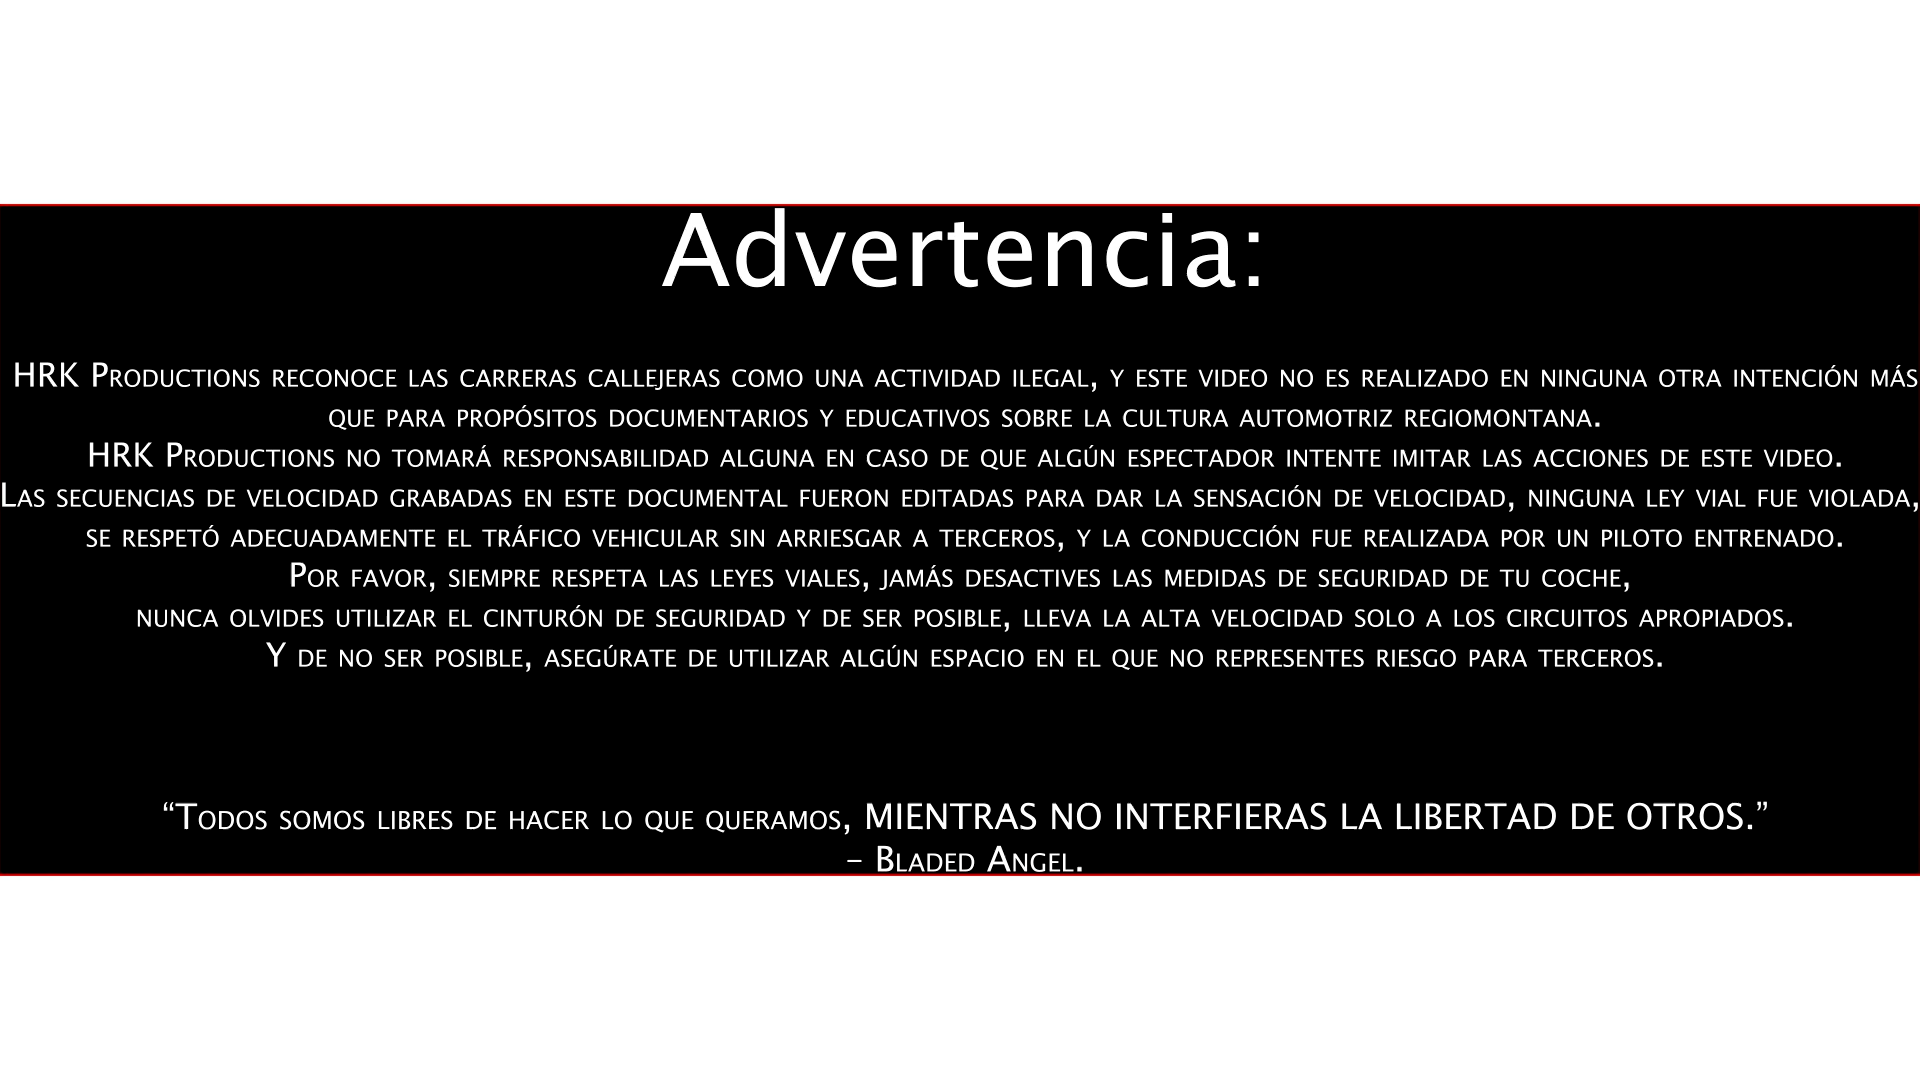 Advertencia:
HRK Productions reconoce las carreras callejeras como una actividad ilegal, y este video no es realizado en ninguna otra intención más
que para propósitos documentarios y educativos sobre la cultura automotriz regiomontana.
HRK Productions no tomará responsabilidad alguna en caso de que algún espectador intente imitar las acciones de este video.
Las secuencias de velocidad grabadas en este documental fueron editadas para dar la sensación de velocidad, ninguna ley vial fue violada,
se respetó adecuadamente el tráfico vehicular sin arriesgar a terceros, y la conducción fue realizada por un piloto entrenado.
Por favor, siempre respeta las leyes viales, jamás desactives las medidas de seguridad de tu coche,
nunca olvides utilizar el cinturón de seguridad y de ser posible, lleva la alta velocidad solo a los circuitos apropiados.
Y de no ser posible, asegúrate de utilizar algún espacio en el que no representes riesgo para terceros.
“Todos somos libres de hacer lo que queramos, MIENTRAS NO INTERFIERAS LA LIBERTAD DE OTROS.”
– Bladed Angel.